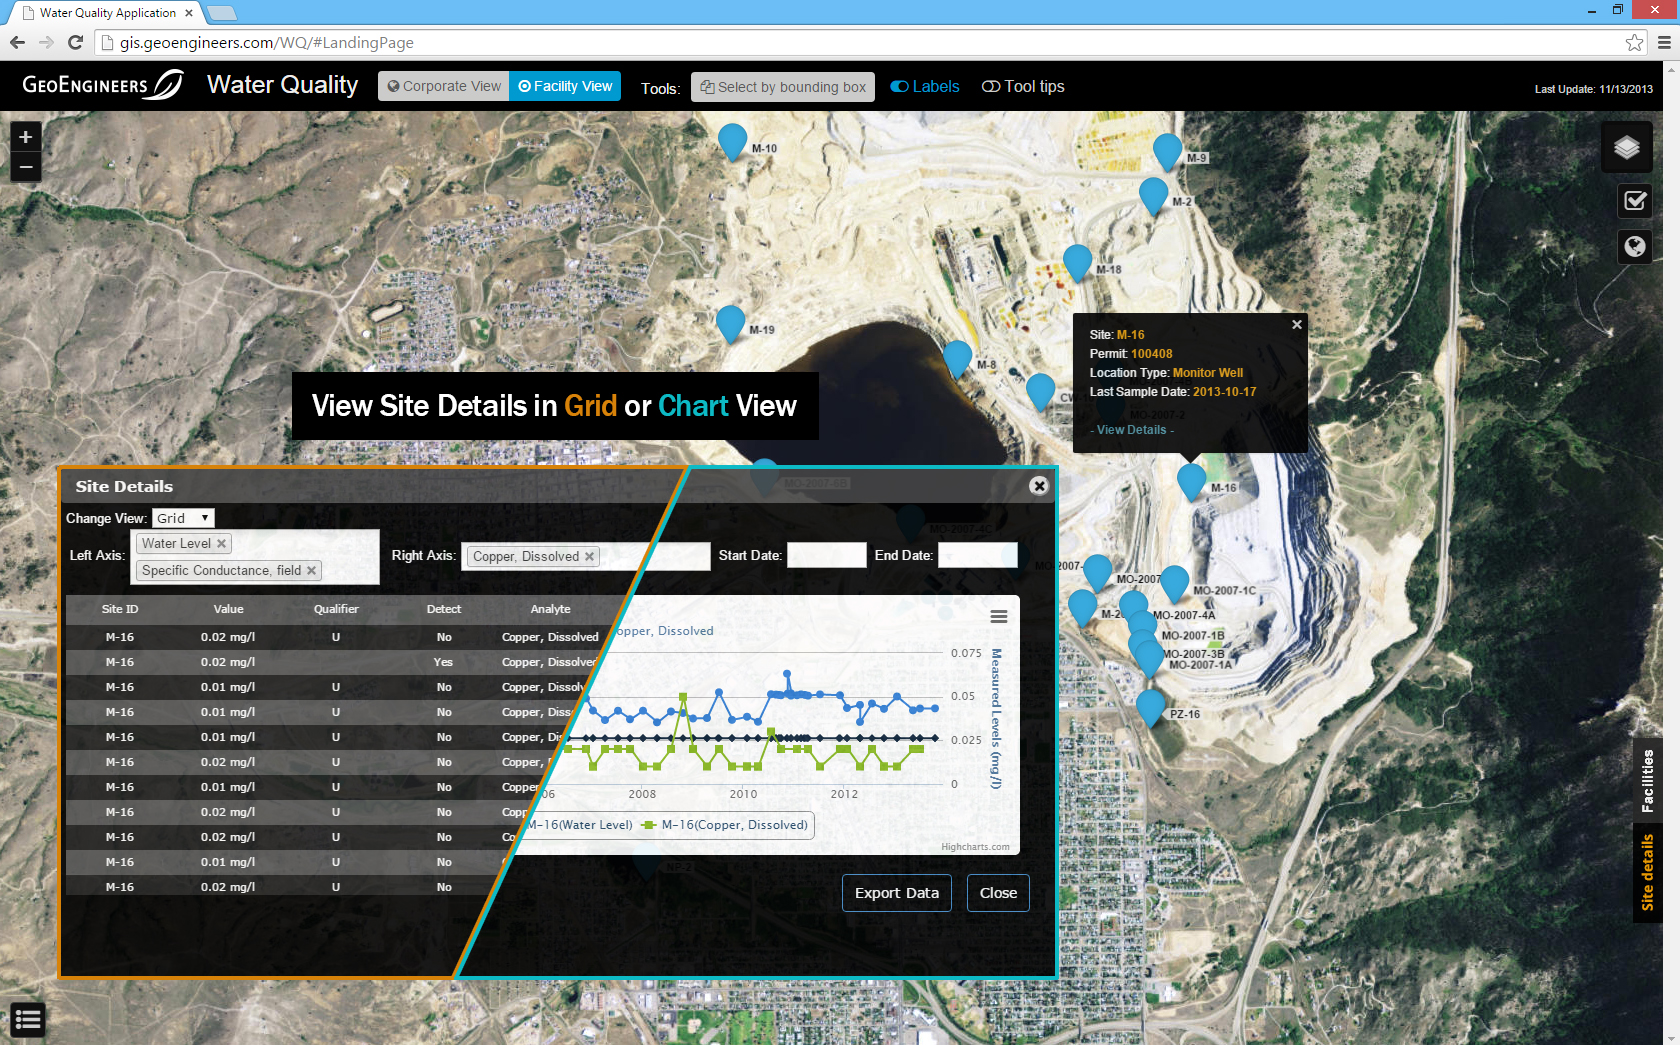 Water Quality Application
gis.geoengineers.com/WQ/#LandingPage
GEOENGINEERS
Water Quality
Corporate View
Facility View
Tools:
Select by bounding box
Labels
Tool tips
Last Update: 11/13/2013
M-10
M-9
M-2
M-18
M-19
M-8
Site: M-16
Permit: 100408
Location Type: Monitor Well
Last Sample Date: 2013-10-17
MO-2007-2
- View Details -
View Site Details in Grid or Chart View
M-16
Site Details
MO-2007-6B
Change View: Grid
MO-2007-4C
Left Axis: Water Level
Specific Conductance, field
Right Axis: Copper, Dissolved
Start Date:
End Date:
MO-2007-
MO-2007
MO-2007-1C
MO-2007-4A
MO-2007-1B
MO-2007-3B
MO-2007-1A
PZ-16
Site ID Value Qualifier Detect Analyte
M-16 0.02 mg/l U No Copper, Dissolved
M-16 0.02 mg/l Yes Copper, Dissolved
M-16 0.01 mg/l U No Copper, Dissolv
M-16 0.01 mg/l U No Copper, Diss
M-16 0.01 mg/l U No Copper, Di
M-16 0.02 mg/l U No Copper,
M-16 0.01 mg/l U No Copper
M-16 0.02 mg/l U No Copp
M-16 0.02 mg/l U No Co
M-16 0.01 mg/l U No
M-16 0.02 mg/l U No
opper, Dissolved
0.075
0.05
0.025
0
Measured Levels (mg/l)
06 2008 2010 2012
M-16(Water Level) M-16(Copper, Dissolved)
Highcharts.com
Export Data
Close
Facilities
Site details